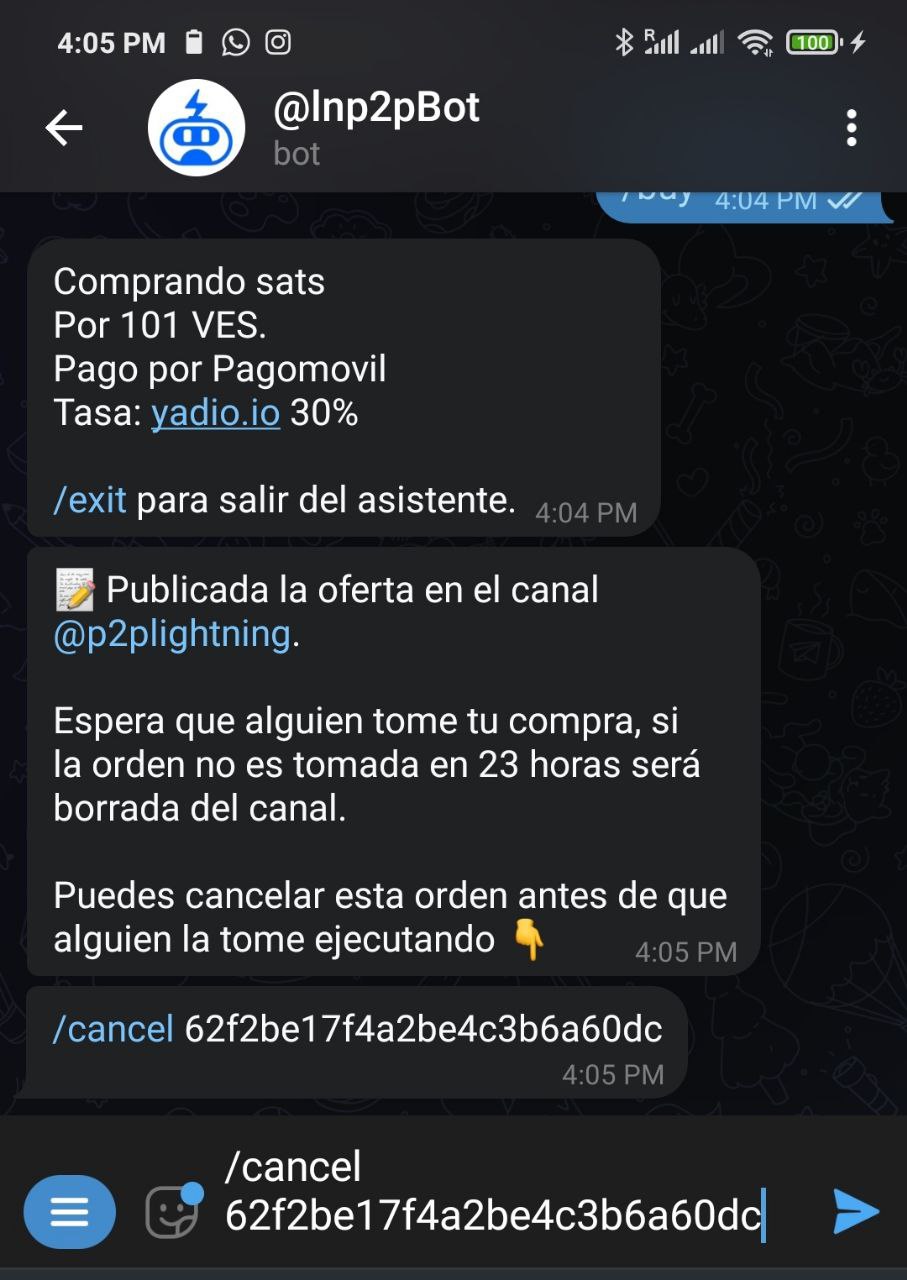 4:05 PM
R
100
@lnp2pBot
bot
/buy 4:04 PM
Comprando sats
Por 101 VES.
Pago por Pagomovil
Tasa: yadio.io 30%
/exit para salir del asistente. 4:04 PM
Publicada la oferta en el canal
@p2plightning.
Espera que alguien tome tu compra, si
la orden no es tomada en 23 horas será
borrada del canal.
Puedes cancelar esta orden antes de que
alguien la tome ejecutando 👇 4:05 PM
/cancel 62f2be17f4a2be4c3b6a60dc
4:05 PM
/cancel
62f2be17f4a2be4c3b6a60dc